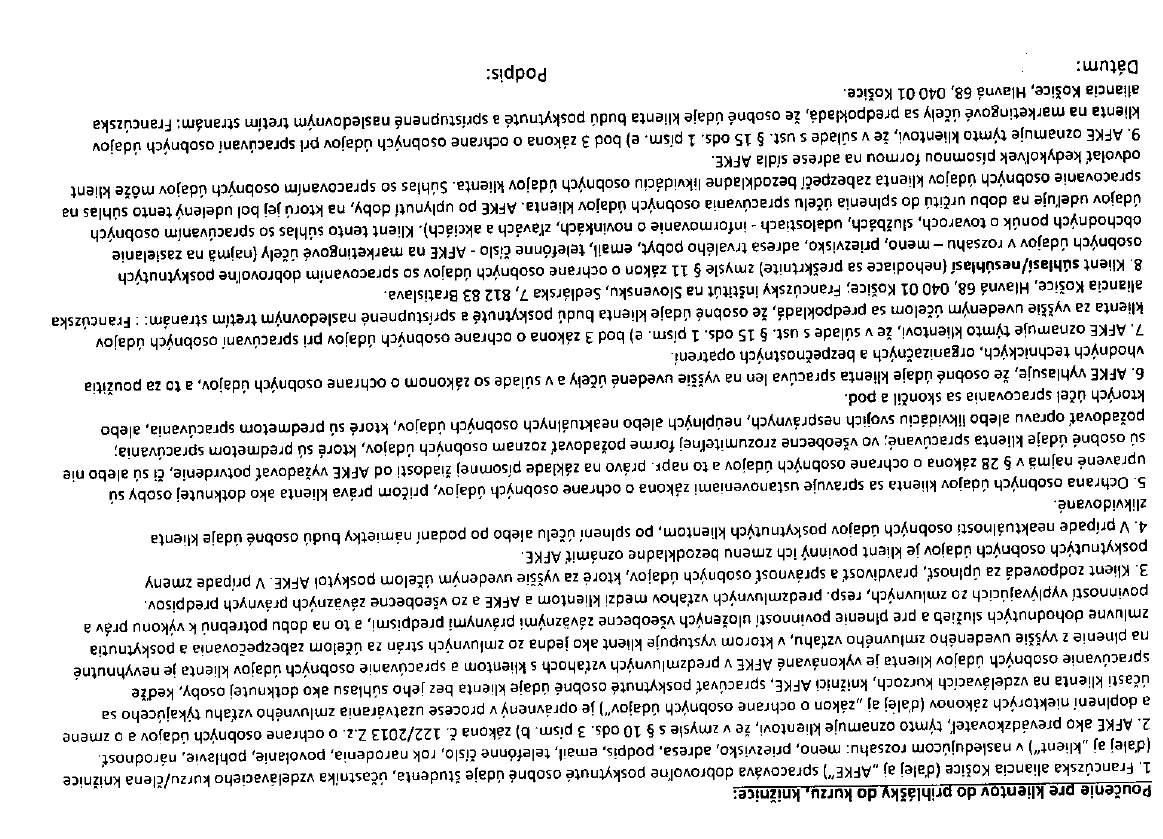 Poučenie pre klientov do prihlášky do kurzu, knižnice:
1. Francúzska aliancia Košice (ďalej aj „AFKE") spracováva dobrovoľne poskytnuté osobné údaje študenta, účastníka vzdelávacieho kurzu/člena knižnice
(ďalej aj „klient") v nasledujúcom rozsahu: meno, priezvisko, adresa, podpis, email, telefónne číslo, rok narodenia, povolanie, pohlavie, národnosť.
2. AFKE ako prevádzkovateľ, týmto oznamuje klientovi, že v zmysle s § 10 ods. 3 písm. b) zákona č. 122/2013 Z.z. o ochrane osobných údajov a o zmene
a doplnení niektorých zákonov (ďalej aj „zákon o ochrane osobných údajov") je oprávnený v procese uzatvárania zmluvného vzťahu týkajúceho sa
účasti klienta na vzdelávacích kurzoch, knižnici AFKE, spracúvať poskytnuté osobné údaje klienta bez jeho súhlasu ako dotknutej osoby, keďže
spracúvanie osobných údajov klienta je vykonávané AFKE v predzmluvných vzťahoch s klientom a spracúvanie osobných údajov klienta je nevyhnutné
na plnenie z vyššie uvedeného zmluvného vzťahu, v ktorom vystupuje klient ako jedna zo zmluvných strán za účelom zabezpečovania a poskytnutia
zmluvne dohodnutých služieb a pre plnenie povinností uložených všeobecne záväznými právnymi predpismi, a to na dobu potrebnú k výkonu práv a
povinností vyplývajúcich zo zmluvných, resp. predzmluvných vzťahov medzi klientom a AFKE a zo všeobecne záväzných právnych predpisov.
3. Klient zodpovedá za úplnosť, pravdivosť a správnosť osobných údajov, ktoré za vyššie uvedeným účelom poskytol AFKE. V prípade zmeny
poskytnutých osobných údajov je klient povinný ich zmenu bezodkladne oznámiť AFKE.
4. V prípade neaktuálnosti osobných údajov poskytnutých klientom, po splnení účelu alebo po podaní námietky budú osobné údaje klienta
zlikvidované.
5. Ochrana osobných údajov klienta sa spravuje ustanoveniami zákona o ochrane osobných údajov, pričom práva klienta ako dotknutej osoby sú
upravené najmä v § 28 zákona o ochrane osobných údajov a to napr. právo na základe písomnej žiadosti od AFKE vyžadovať potvrdenie, či sú alebo nie
sú osobné údaje klienta spracúvané; vo všeobecne zrozumiteľnej forme požadovať zoznam osobných údajov, ktoré sú predmetom spracúvania;
požadovať opravu alebo likvidáciu svojich nesprávnych, neúplných alebo neaktuálnych osobných údajov, ktoré sú predmetom spracúvania, alebo
ktorých účel spracovania sa skončil a pod.
6. AFKE vyhlasuje, že osobné údaje klienta spracúva len na vyššie uvedené účely a v súlade so zákonom o ochrane osobných údajov, a to za použitia
vhodných technických, organizačných a bezpečnostných opatrení.
7. AFKE oznamuje týmto klientovi, že v súlade s ust. § 15 ods. 1 písm. e) bod 3 zákona o ochrane osobných údajov pri spracúvaní osobných údajov
klienta za vyššie uvedeným účelom sa predpokladá, že osobné údaje klienta budú poskytnuté a sprístupnené nasledovným tretím stranám: : Francúzska
aliancia Košice, Hlavná 68, 040 01 Košice; Francúzsky inštitút na Slovensku, Sedlárska 7, 812 83 Bratislava.
8. Klient súhlasí/nesúhlasí (nehodiace sa preškrtnite) zmysle § 11 zákon o ochrane osobných údajov so spracovaním dobrovoľne poskytnutých
osobných údajov v rozsahu – meno, priezvisko, adresa trvalého pobyt, email, telefónne číslo - AFKE na marketingové účely (najmä na zasielanie
obchodných ponúk o tovaroch, službách, udalostiach - informovanie o novinkách, zľavách a akciách). Klient tento súhlas so spracúvaním osobných
údajov udeľuje na dobu určitú do splnenia účelu spracúvania osobných údajov klienta. AFKE po uplynutí doby, na ktorú jej bol udelený tento súhlas na
spracovanie osobných údajov klienta zabezpečí bezodkladne likvidáciu osobných údajov klienta. Súhlas so spracovaním osobných údajov môže klient
odvolať kedykoľvek písomnou formou na adrese sídla AFKE.
9. AFKE oznamuje týmto klientovi, že v súlade s ust. § 15 ods. 1 písm. e) bod 3 zákona o ochrane osobných údajov pri spracúvaní osobných údajov
klienta na marketingové účely sa predpokladá, že osobné údaje klienta budú poskytnuté a sprístupnené nasledovným tretím stranám: Francúzska
aliancia Košice, Hlavná 68, 040 01 Košice.
Dátum: Podpis: